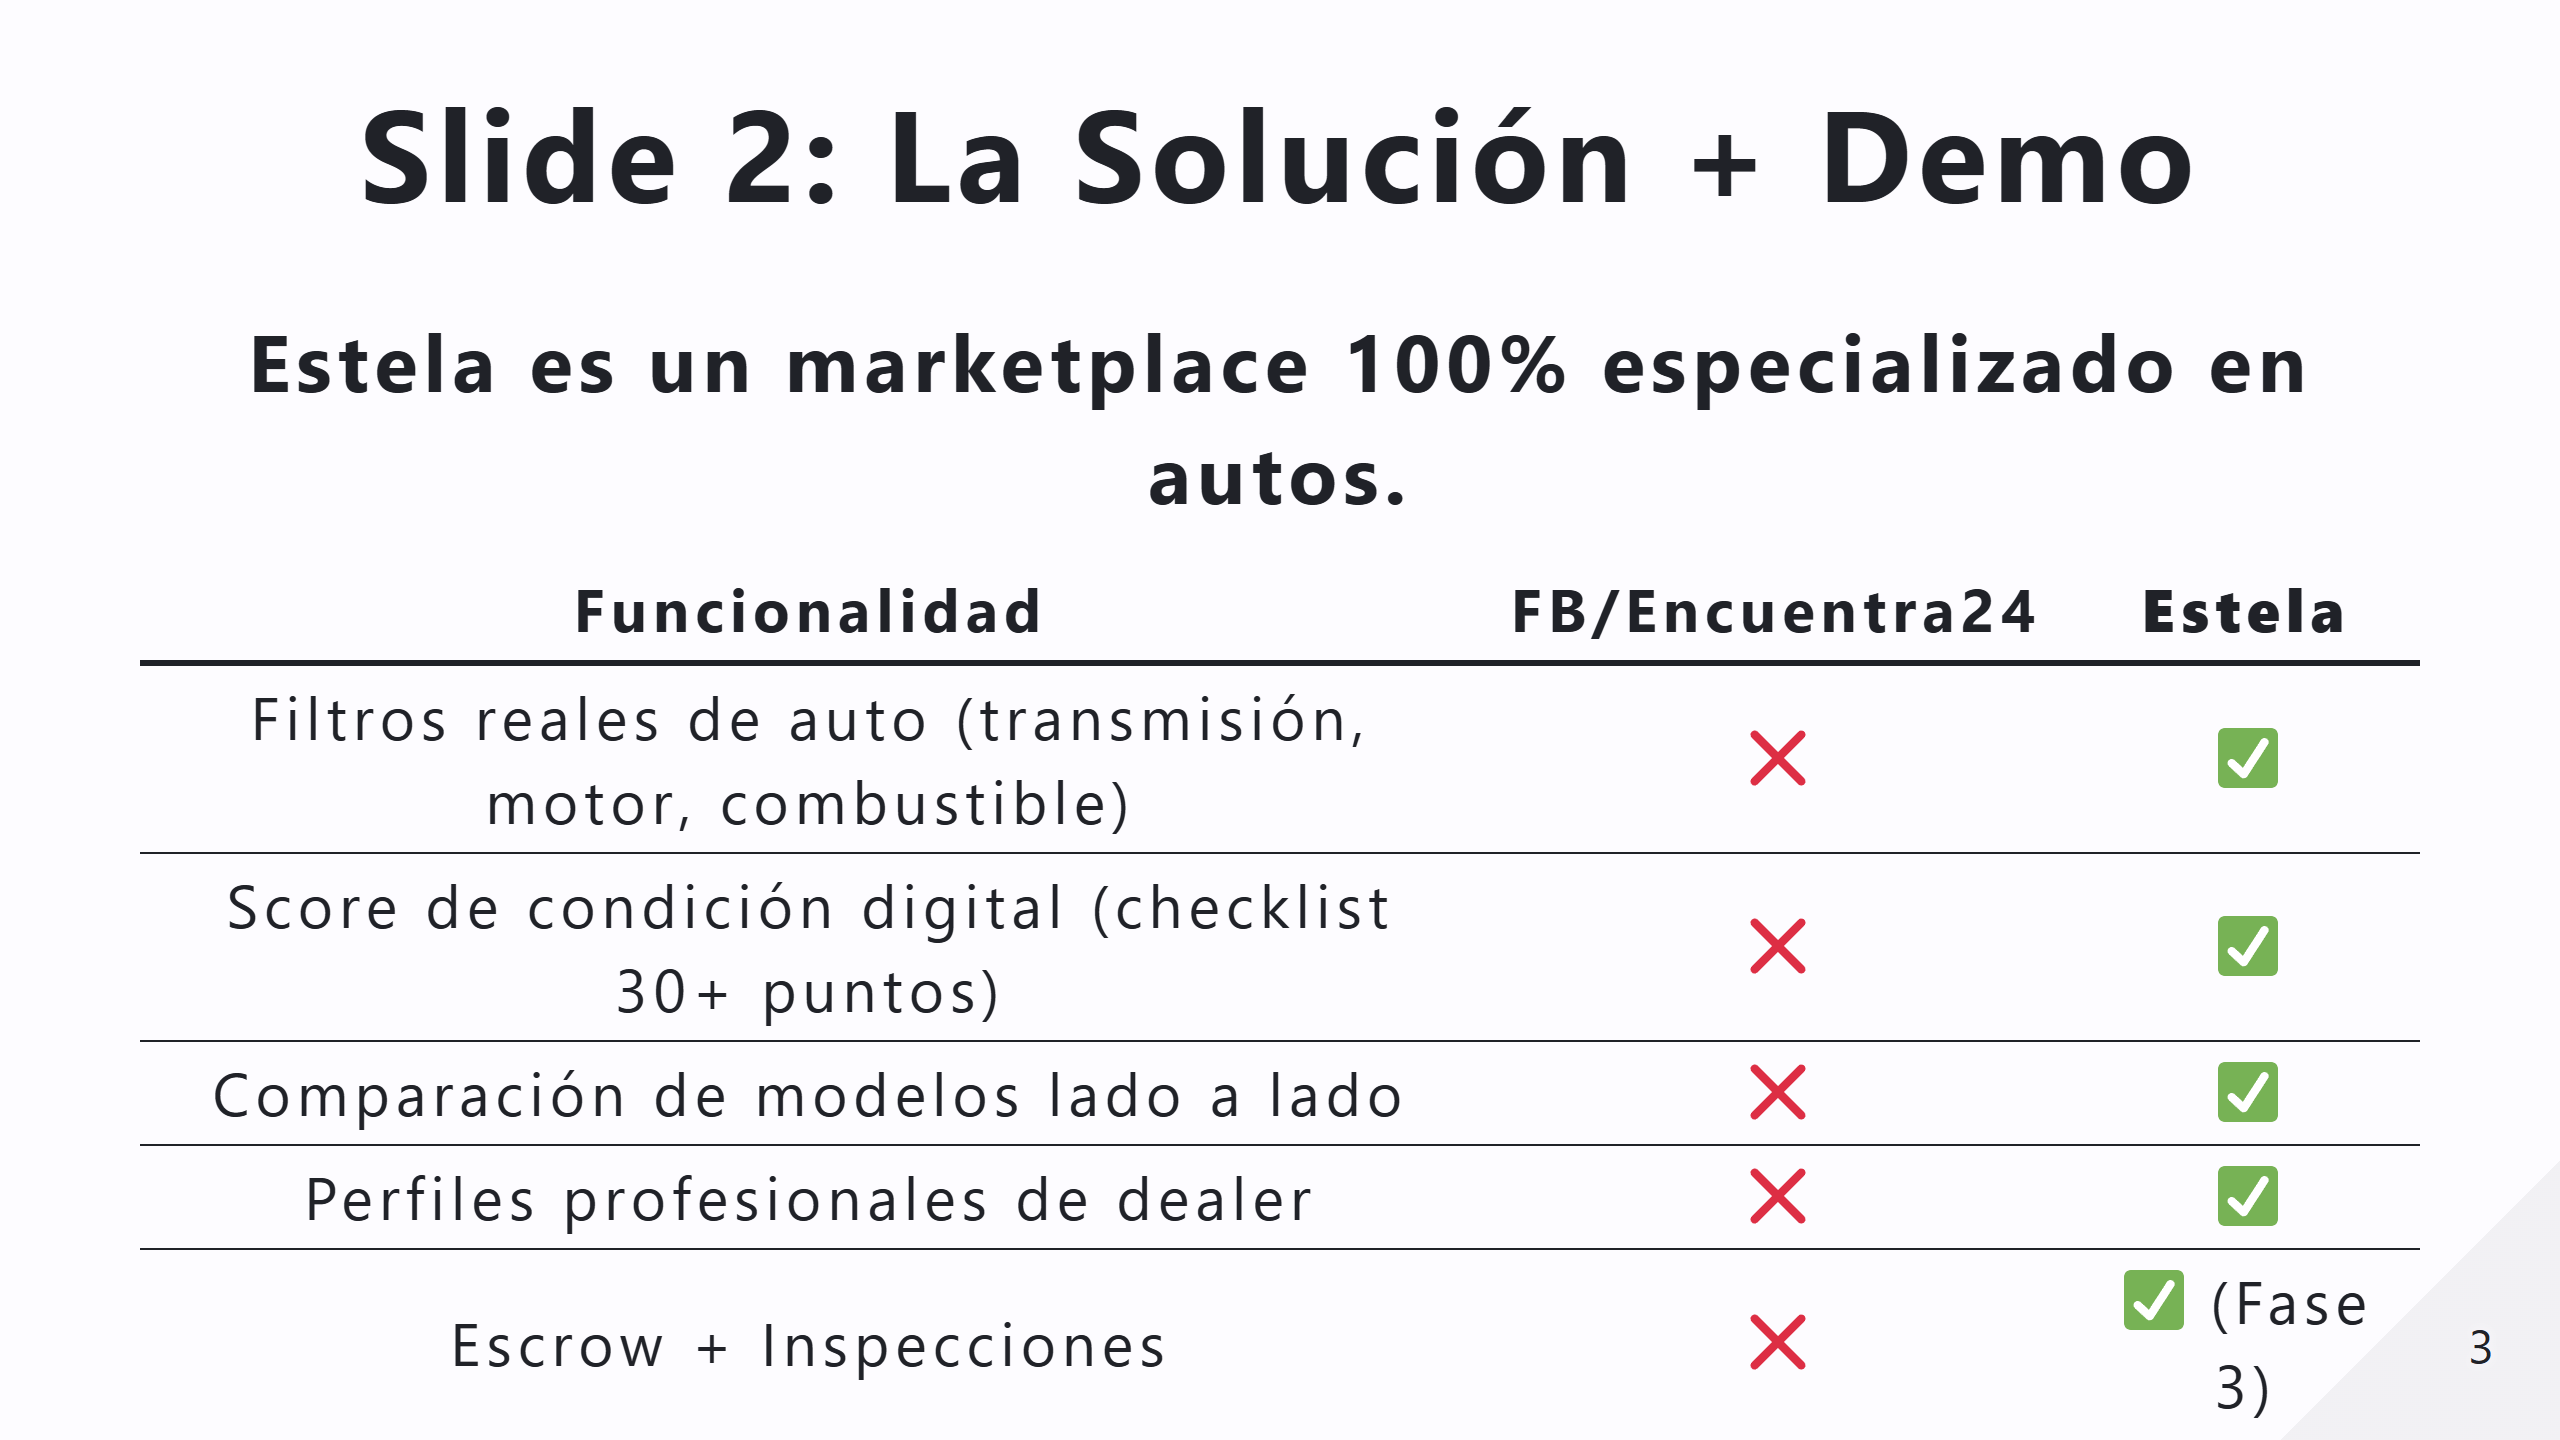 Slide 2: La Solución + Demo
Estela es un marketplace 100% especializado en
autos.
Funcionalidad FB/Encuentra24 Estela
Filtros reales de auto (transmisión,
motor, combustible) ❌ ✅
Score de condición digital (checklist
30+ puntos) ❌ ✅
Comparación de modelos lado a lado ❌ ✅
Perfiles profesionales de dealer ❌ ✅
Escrow + Inspecciones ❌ ✅ (Fase
3)
3